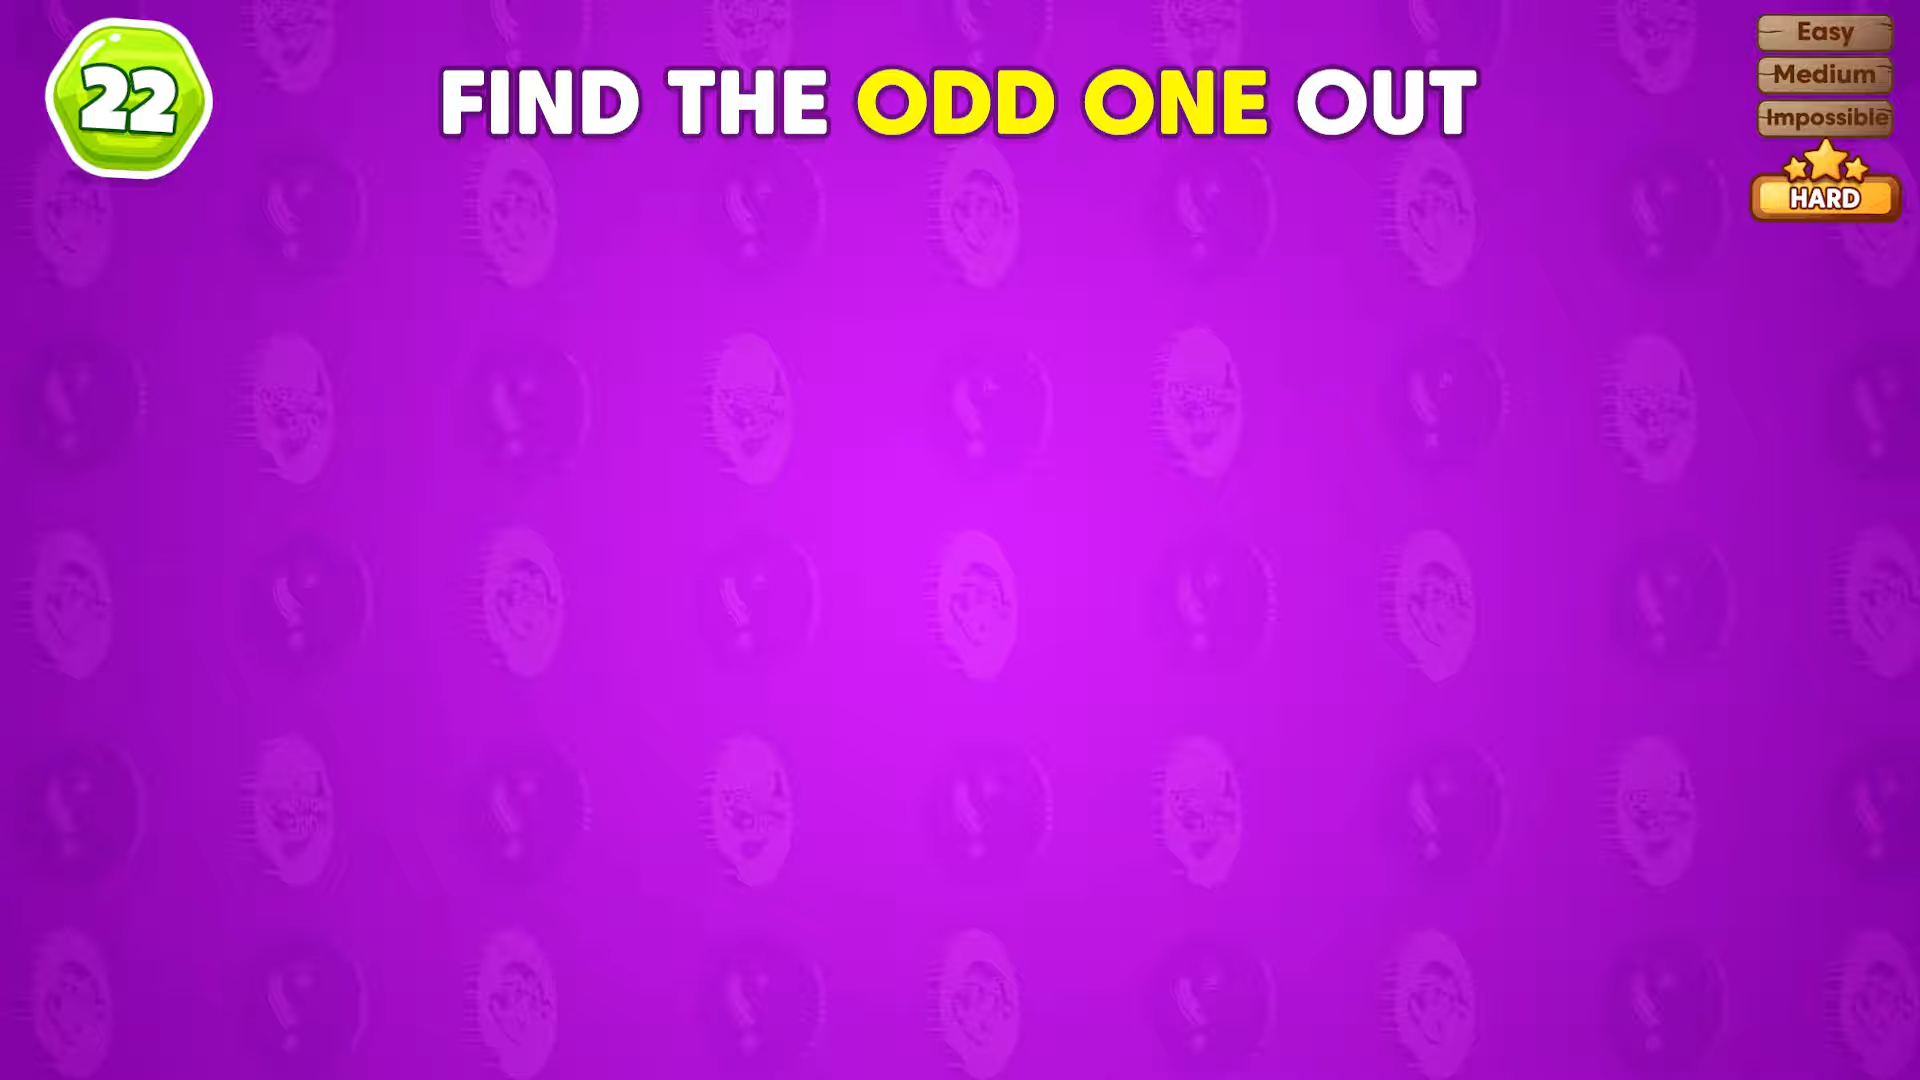 22
FIND THE ODD ONE OUT
Easy
Medium
Impossible
HARD